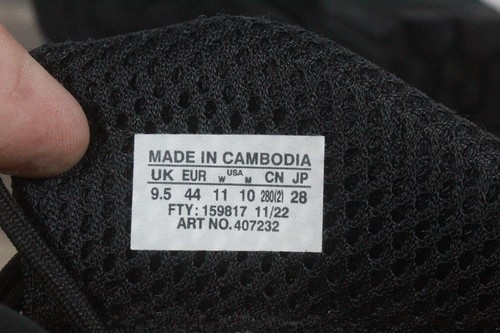 MADE IN CAMBODIA
UK EUR W USA M CN JP
9.5 44 11 10 280(2) 28
FTY: 159817 11/22
ART NO. 407232